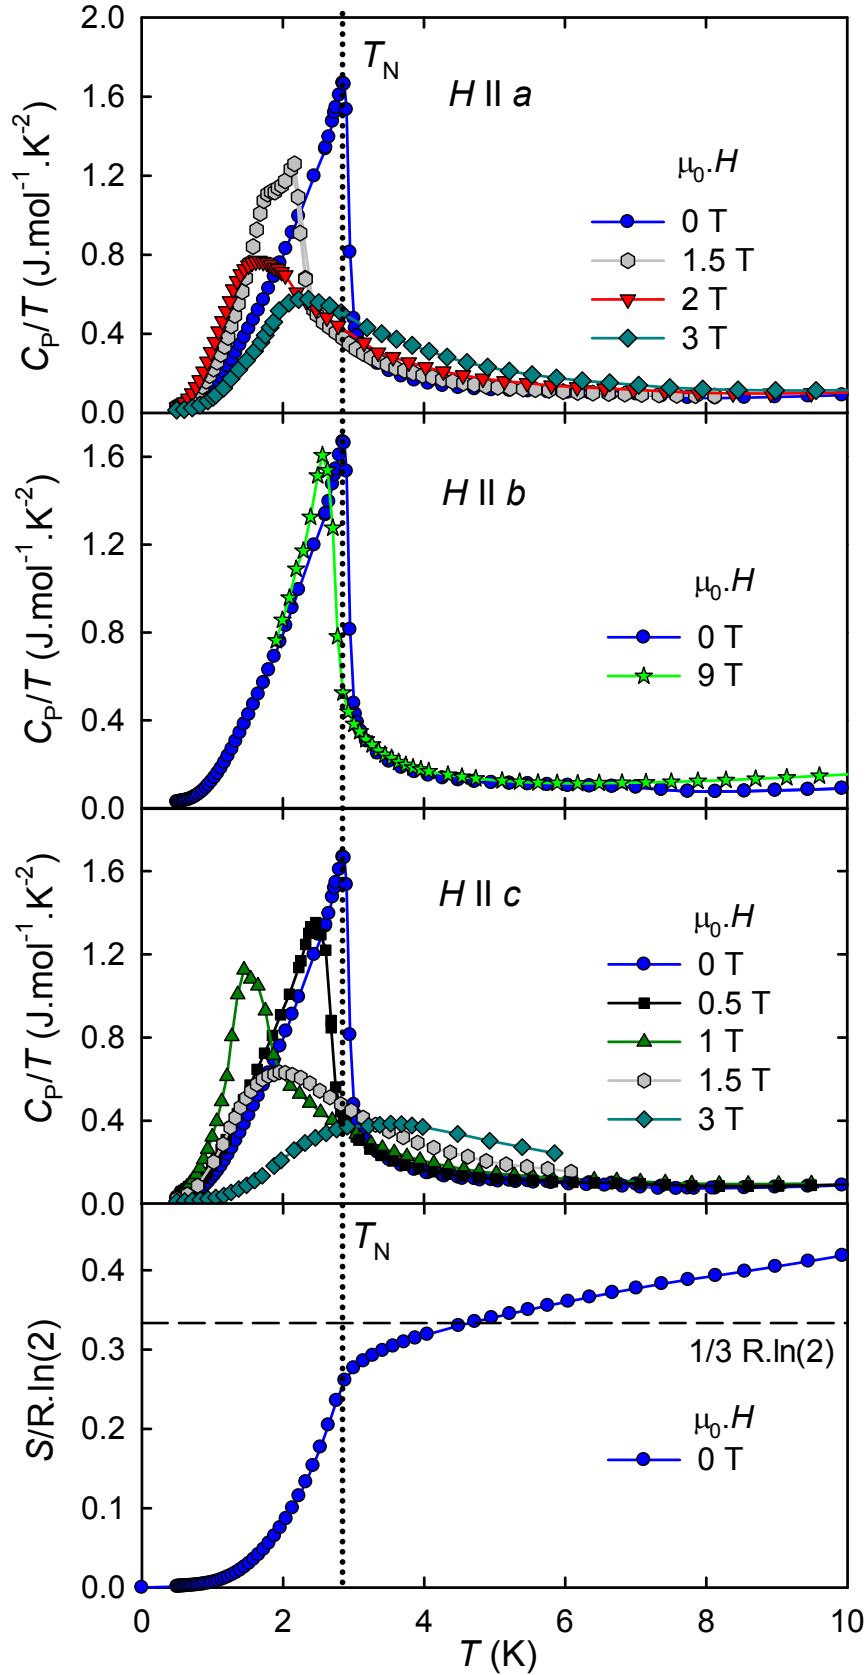 2.0
1.6
1.2
0.8
0.4
0.0
C_P/T (J.mol⁻¹.K⁻²)
T_N
H || a
μ₀.H
0 T
1.5 T
2 T
3 T
1.6
1.2
0.8
0.4
0.0
C_P/T (J.mol⁻¹.K⁻²)
H || b
μ₀.H
0 T
9 T
1.6
1.2
0.8
0.4
0.0
C_P/T (J.mol⁻¹.K⁻²)
H || c
μ₀.H
0 T
0.5 T
1 T
1.5 T
3 T
0.4
0.3
0.2
0.1
0.0
S/R.ln(2)
T_N
1/3 R.ln(2)
μ₀.H
0 T
0 2 4 6 8 10
T (K)